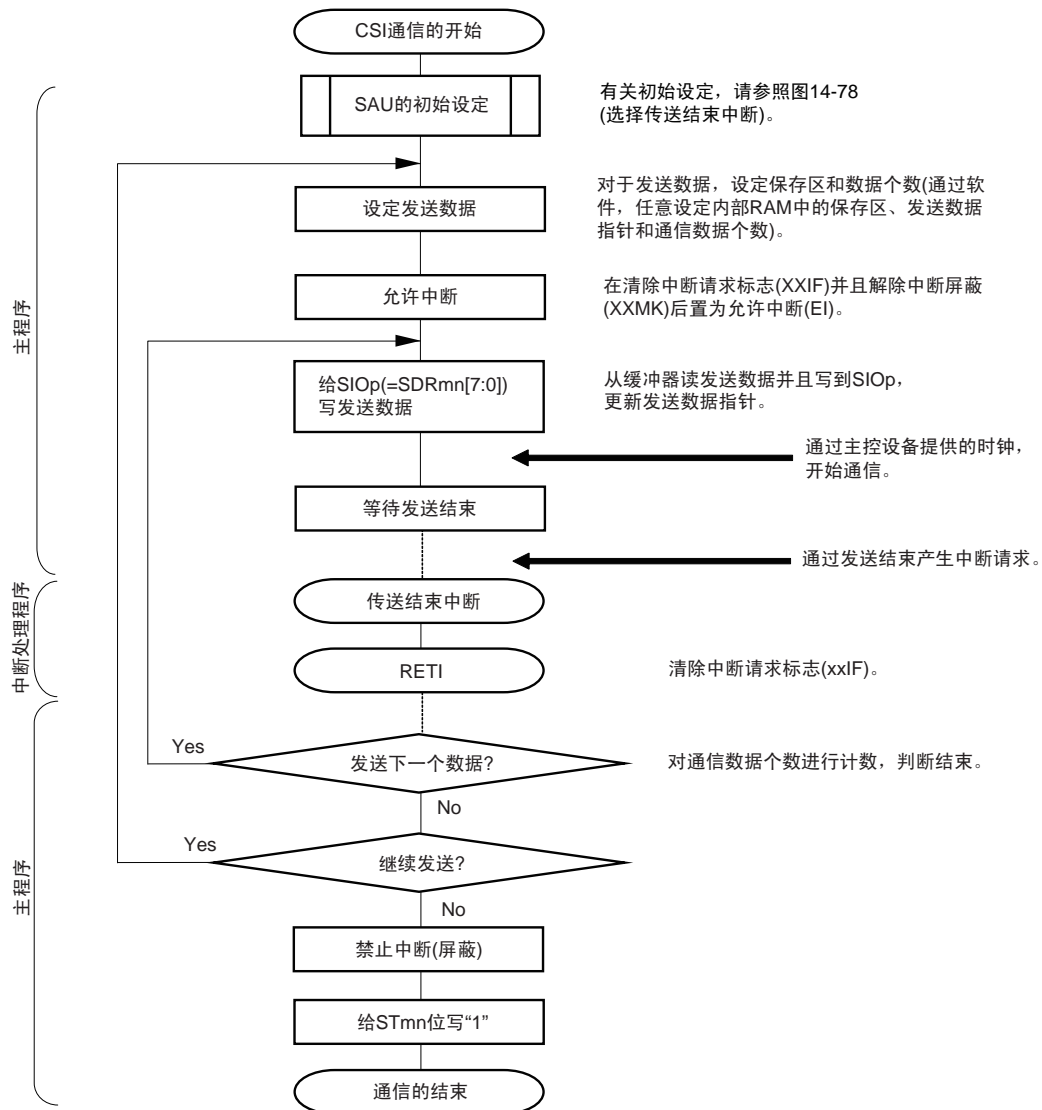 CSI通信的开始
SAU的初始设定
有关初始设定，请参照图14-78
(选择传送结束中断)。
设定发送数据
对于发送数据，设定保存区和数据个数(通过软
件，任意设定内部RAM中的保存区、发送数据
指针和通信数据个数)。
主程序
允许中断
在清除中断请求标志(XXIF)并且解除中断屏蔽
(XXMK)后置为允许中断(EI)。
给SIOp(=SDRmn[7:0])
写发送数据
从缓冲器读发送数据并且写到SIOp，
更新发送数据指针。
通过主控设备提供的时钟，
开始通信。
等待发送结束
通过发送结束产生中断请求。
中断处理程序
传送结束中断
RETI
清除中断请求标志(xxIF)。
Yes
发送下一个数据?
对通信数据个数进行计数，判断结束。
No
Yes
继续发送?
主程序
No
禁止中断(屏蔽)
给STmn位写“1”
通信的结束